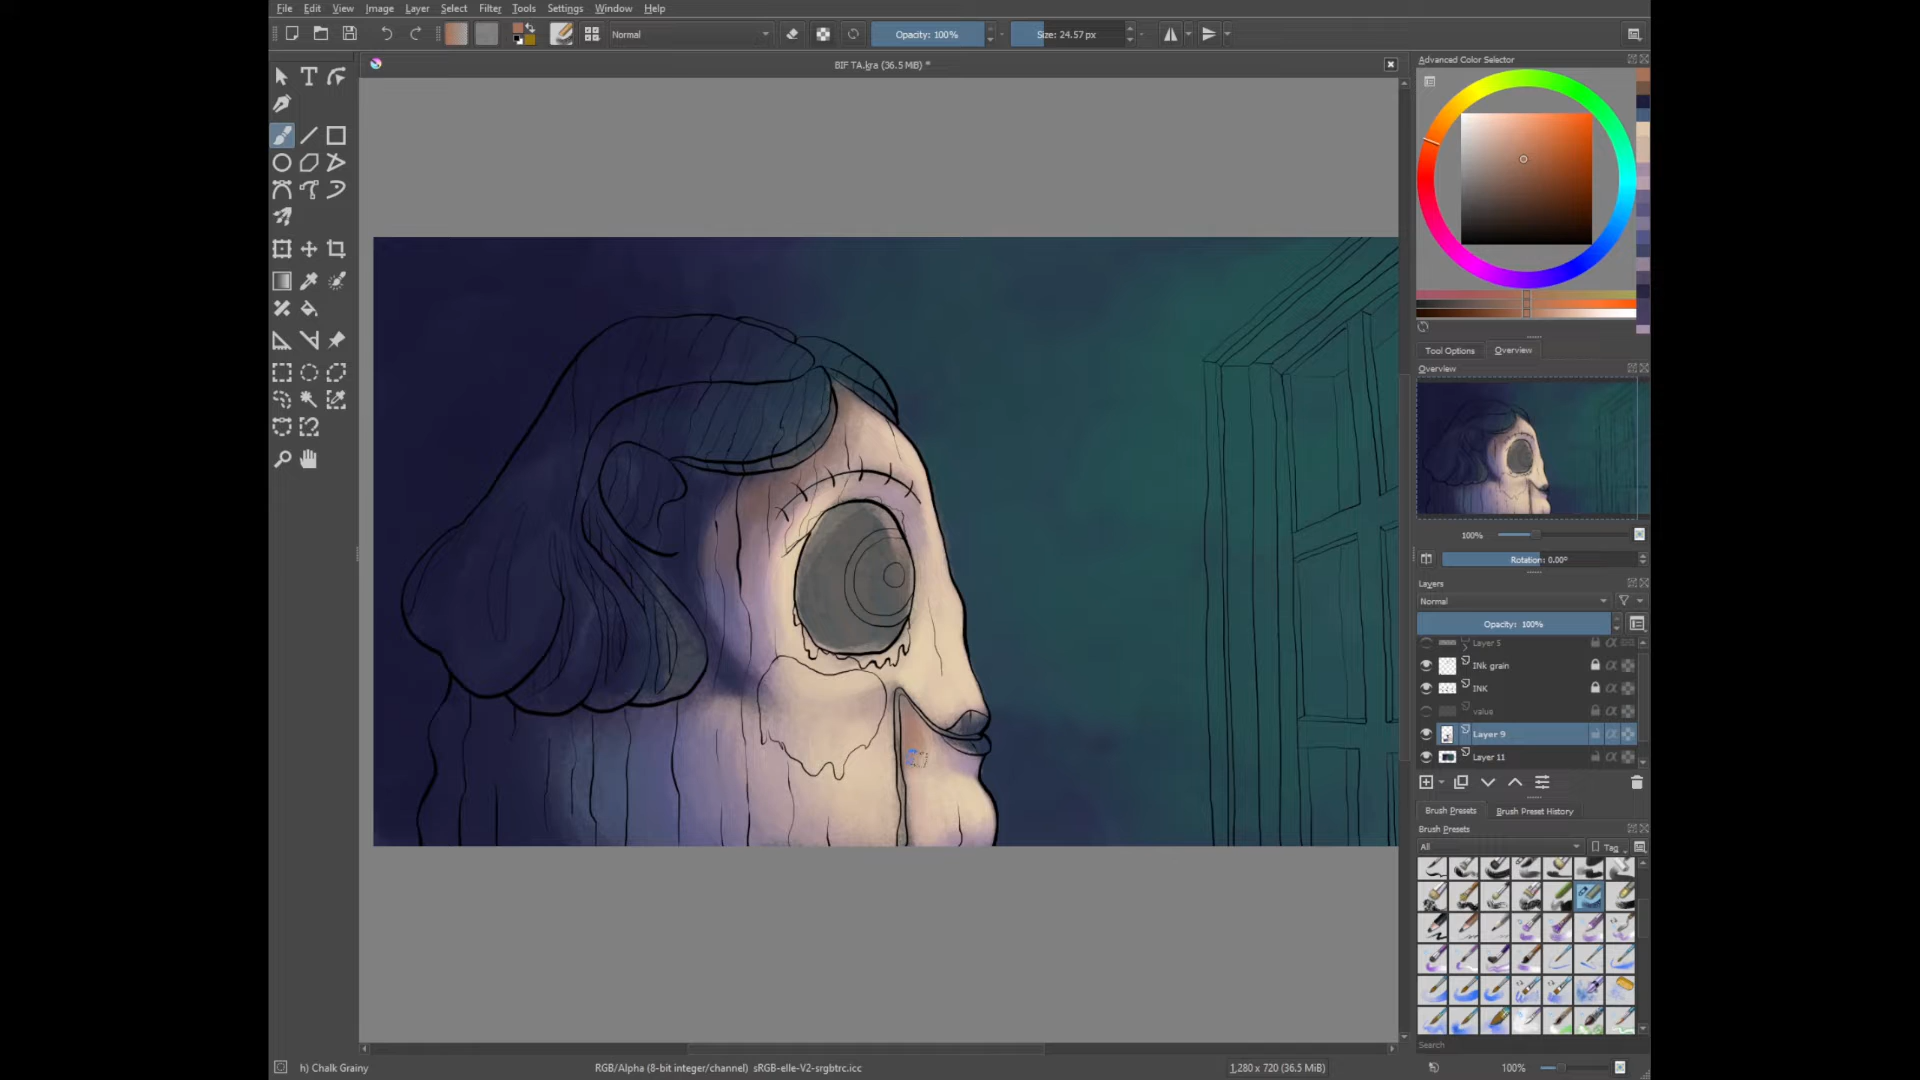 File Edit View Image Layer Select Filter Tools Settings Window Help
Normal
Opacity: 100%
Size: 24.57 px
BIF TA.kra (36.5 MiB) *
Advanced Color Selector
Tool Options
Overview
Overview
100%
Rotation: 0.00°
Layers
Normal
Opacity: 100%
Layer 5
INk grain
INK
value
Layer 9
Layer 11
Brush Presets
Brush Preset History
Brush Presets
All
Tag
Search
h) Chalk Grainy
RGB/Alpha (8-bit integer/channel) sRGB-elle-V2-srgbtrc.icc
1,280 x 720 (36.5 MiB)
100%